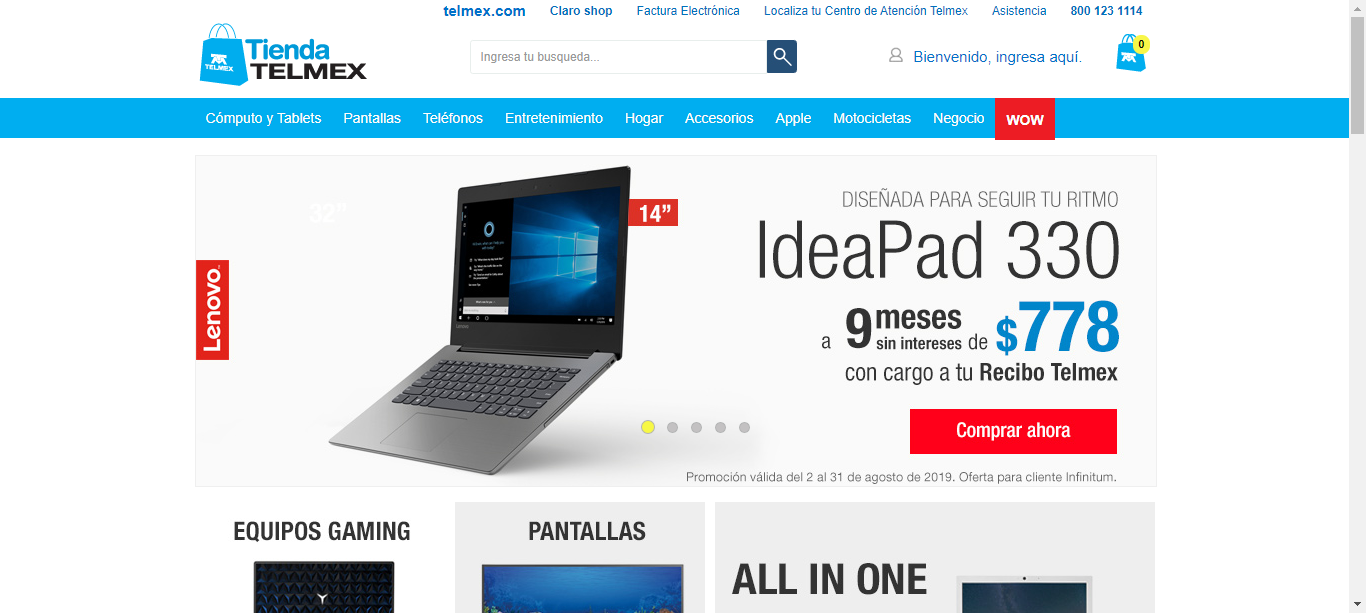 telmex.com Claro shop Factura Electrónica Localiza tu Centro de Atención Telmex Asistencia 800 123 1114
Tienda
TELMEX
TELMEX
Ingresa tu busqueda...
Bienvenido, ingresa aquí.
0
Cómputo y Tablets Pantallas Teléfonos Entretenimiento Hogar Accesorios Apple Motocicletas Negocio WOW
32”
14”
Lenovo
DISEÑADA PARA SEGUIR TU RITMO
IdeaPad 330
a 9 meses sin intereses de $778
con cargo a tu Recibo Telmex
Comprar ahora
Promoción válida del 2 al 31 de agosto de 2019. Oferta para cliente Infinitum.
EQUIPOS GAMING
PANTALLAS
ALL IN ONE